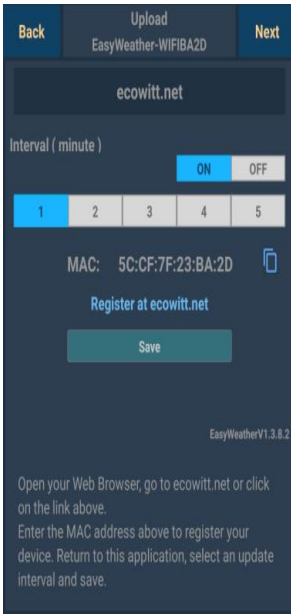 Back Upload Next
EasyWeather-WIFIBA2D
ecowitt.net
Interval ( minute )
ON OFF
1 2 3 4 5
MAC: 5C:CF:7F:23:BA:2D
Register at ecowitt.net
Save
EasyWeatherV1.3.8.2
Open your Web Browser, go to ecowitt.net or click
on the link above.
Enter the MAC address above to register your
device. Return to this application, select an update
interval and save.